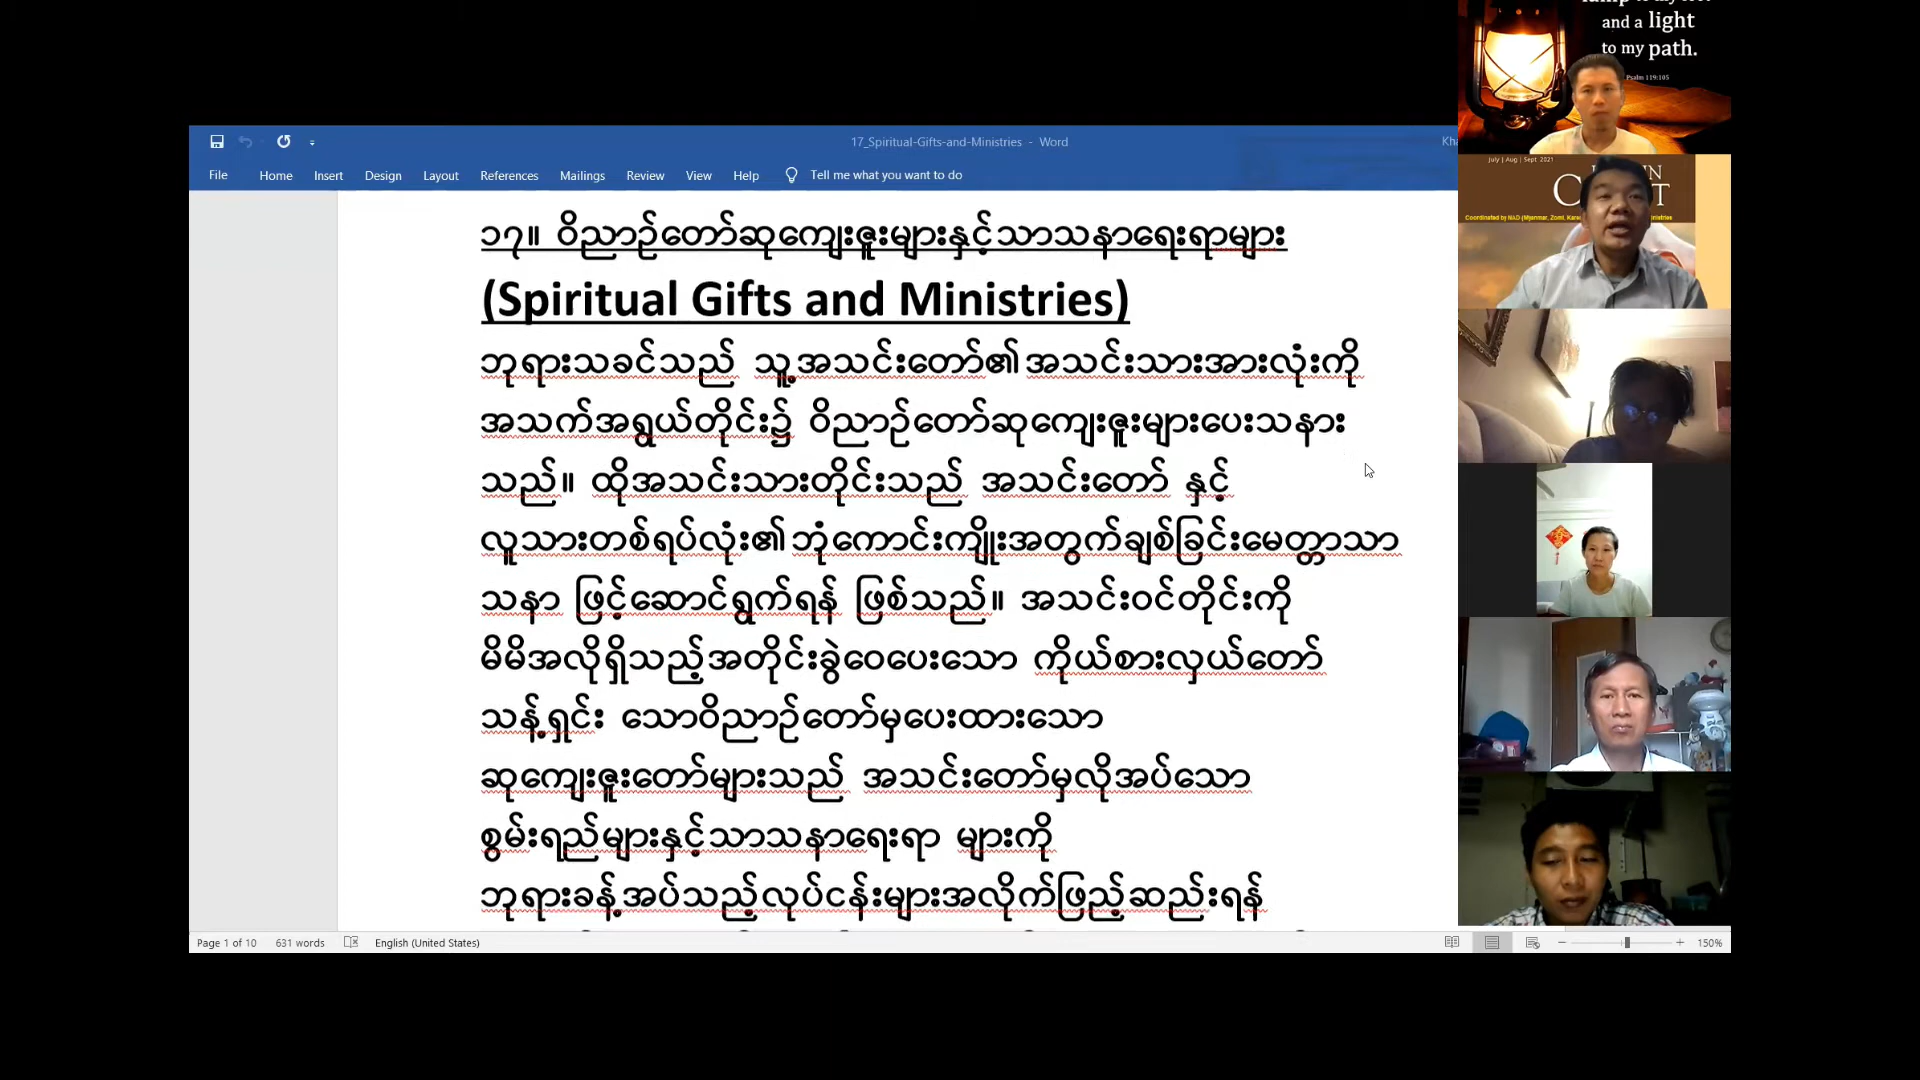 17_Spiritual-Gifts-and-Ministries - Word
File Home Insert Design Layout References Mailings Review View Help Tell me what you want to do
၁၇။ ဝိညာဉ်တော်ဆုကျေးဇူးများနှင့်သာသနာရေးရာများ
(Spiritual Gifts and Ministries)
ဘုရားသခင်သည် သူ့အသင်းတော်၏အသင်းသားအားလုံးကို
အသက်အရွယ်တိုင်း၌ ဝိညာဉ်တော်ဆုကျေးဇူးများပေးသနား
သည်။ ထိုအသင်းသားတိုင်းသည် အသင်းတော် နှင့်
လူသားတစ်ရပ်လုံး၏ဘုံကောင်းကျိုးအတွက်ချစ်ခြင်းမေတ္တာသာ
သနာ ဖြင့်ဆောင်ရွက်ရန် ဖြစ်သည်။ အသင်းဝင်တိုင်းကို
မိမိအလိုရှိသည့်အတိုင်းခွဲဝေပေးသော ကိုယ်စားလှယ်တော်
သန့်ရှင်း သောဝိညာဉ်တော်မှပေးထားသော
ဆုကျေးဇူးတော်များသည် အသင်းတော်မှလိုအပ်သော
စွမ်းရည်များနှင့်သာသနာရေးရာ များကို
ဘုရားခန့်အပ်သည့်လုပ်ငန်းများအလိုက်ဖြည့်ဆည်းရန်
Page 1 of 10 631 words English (United States) 150%
and a light
to my path.
Psalm 119:105
July | Aug | Sept 2021